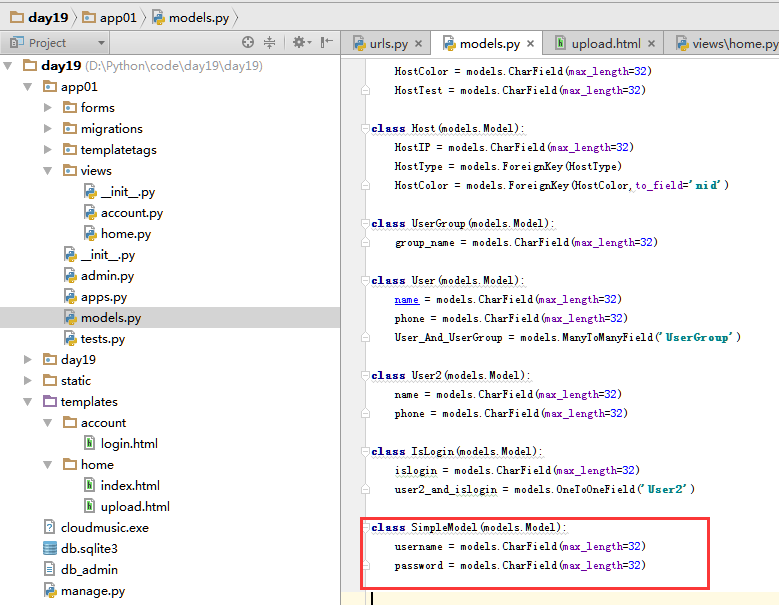 day19 app01 models.py
Project
urls.py models.py upload.html views\home.py
day19 (D:\Python\code\day19\day19)
app01
forms
migrations
templatetags
views
__init__.py
account.py
home.py
__init__.py
admin.py
apps.py
models.py
tests.py
day19
static
templates
account
login.html
home
index.html
upload.html
cloudmusic.exe
db.sqlite3
db_admin
manage.py
HostColor = models.CharField(max_length=32)
HostTest = models.CharField(max_length=32)
class Host(models.Model):
HostIP = models.CharField(max_length=32)
HostType = models.ForeignKey(HostType)
HostColor = models.ForeignKey(HostColor,to_field='nid')
class UserGroup(models.Model):
group_name = models.CharField(max_length=32)
class User(models.Model):
name = models.CharField(max_length=32)
phone = models.CharField(max_length=32)
User_And_UserGroup = models.ManyToManyField('UserGroup')
class User2(models.Model):
name = models.CharField(max_length=32)
phone = models.CharField(max_length=32)
class IsLogin(models.Model):
islogin = models.CharField(max_length=32)
user2_and_islogin = models.OneToOneField('User2')
class SimpleModel(models.Model):
username = models.CharField(max_length=32)
password = models.CharField(max_length=32)